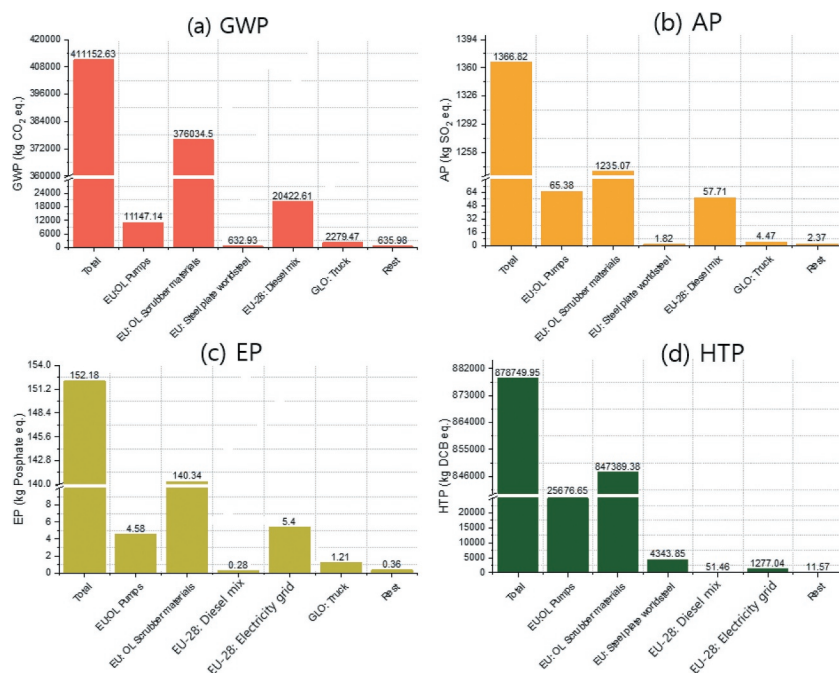 (a) GWP
GWP (kg CO₂ eq.)
420000
408000
396000
384000
372000
360000
24000
18000
12000
6000
0
411152.63
11147.14
376034.5
632.93
20422.61
2279.47
635.98
Total
EU:OL Pumps
EU: OL Scrubber materials
EU: Steel plate worldsteel
EU-28: Diesel mix
GLO: Truck
Rest
(b) AP
AP (kg SO₂ eq.)
1394
1360
1326
1292
1258
64
48
32
16
0
1366.82
65.38
1235.07
1.82
57.71
4.47
2.37
Total
EU:OL Pumps
EU: OL Scrubber materials
EU: Steel plate worldsteel
EU-28: Diesel mix
GLO: Truck
Rest
(c) EP
EP (kg Posphate eq.)
154.0
151.2
148.4
145.6
142.8
140.0
8
6
4
2
0
152.18
4.58
140.34
0.28
5.4
1.21
0.36
Total
EU:OL Pumps
EU: OL Scrubber materials
EU-28: Diesel mix
EU-28: Electricity grid
GLO: Truck
Rest
(d) HTP
HTP (kg DCB eq.)
882000
873000
864000
855000
846000
20000
15000
10000
5000
0
878749.95
25676.65
847389.38
4343.85
51.46
1277.04
11.57
Total
EU:OL Pumps
EU: OL Scrubber materials
EU: Steel plate worldsteel
EU-28: Diesel mix
EU-28: Electricity grid
Rest